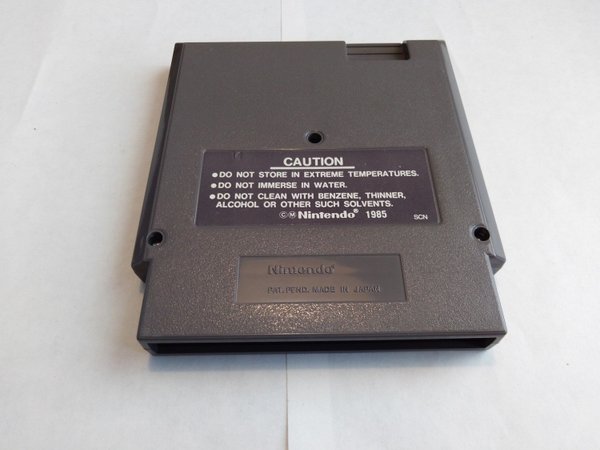 CAUTION
•DO NOT STORE IN EXTREME TEMPERATURES.
•DO NOT IMMERSE IN WATER.
•DO NOT CLEAN WITH BENZENE, THINNER,
ALCOHOL OR OTHER SUCH SOLVENTS.
©Ⓜ Nintendo® 1985 SCN
Nintendo®
PAT. PEND. MADE IN JAPAN